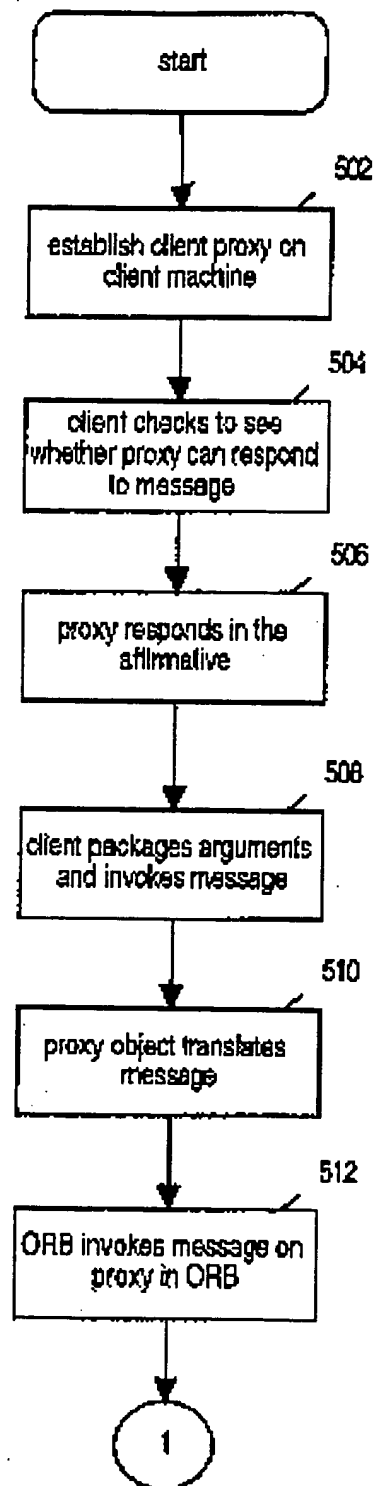 start
502
establish client proxy on
client machine
504
client checks to see
whether proxy can respond
to message
506
proxy responds in the
affirmative
508
client packages arguments
and invokes message
510
proxy object translates
message
512
ORB invokes message on
proxy in ORB
1